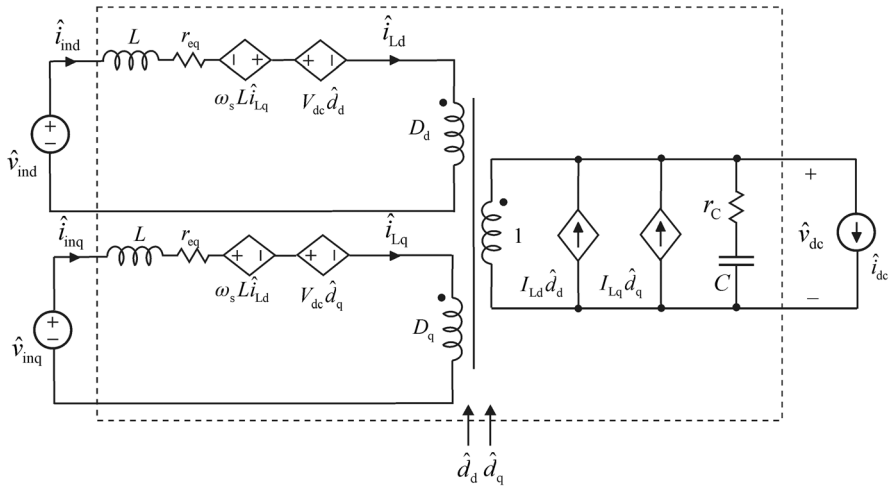 î_ind L r_eq î_Ld
− + + −
ω_s L î_Lq V_dc d̂_d
+ − v̂_ind
D_d
î_inq L r_eq î_Lq
+ − + −
ω_s L î_Ld V_dc d̂_q
+ − v̂_inq
D_q
1
I_Ld d̂_d I_Lq d̂_q
r_C
C
+
v̂_dc
−
î_dc
d̂_d d̂_q